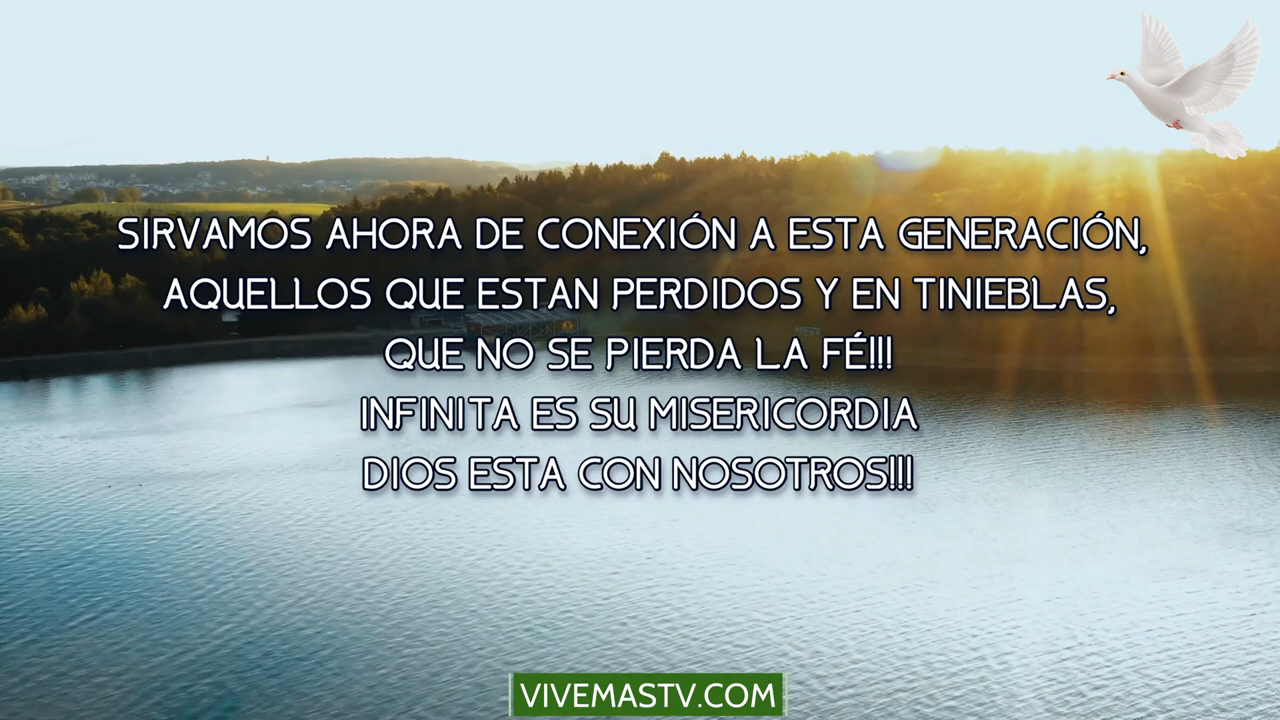 SIRVAMOS AHORA DE CONEXIÓN A ESTA GENERACIÓN,
AQUELLOS QUE ESTAN PERDIDOS Y EN TINIEBLAS,
QUE NO SE PIERDA LA FÉ!!!
INFINITA ES SU MISERICORDIA
DIOS ESTA CON NOSOTROS!!!
VIVEMASTV.COM